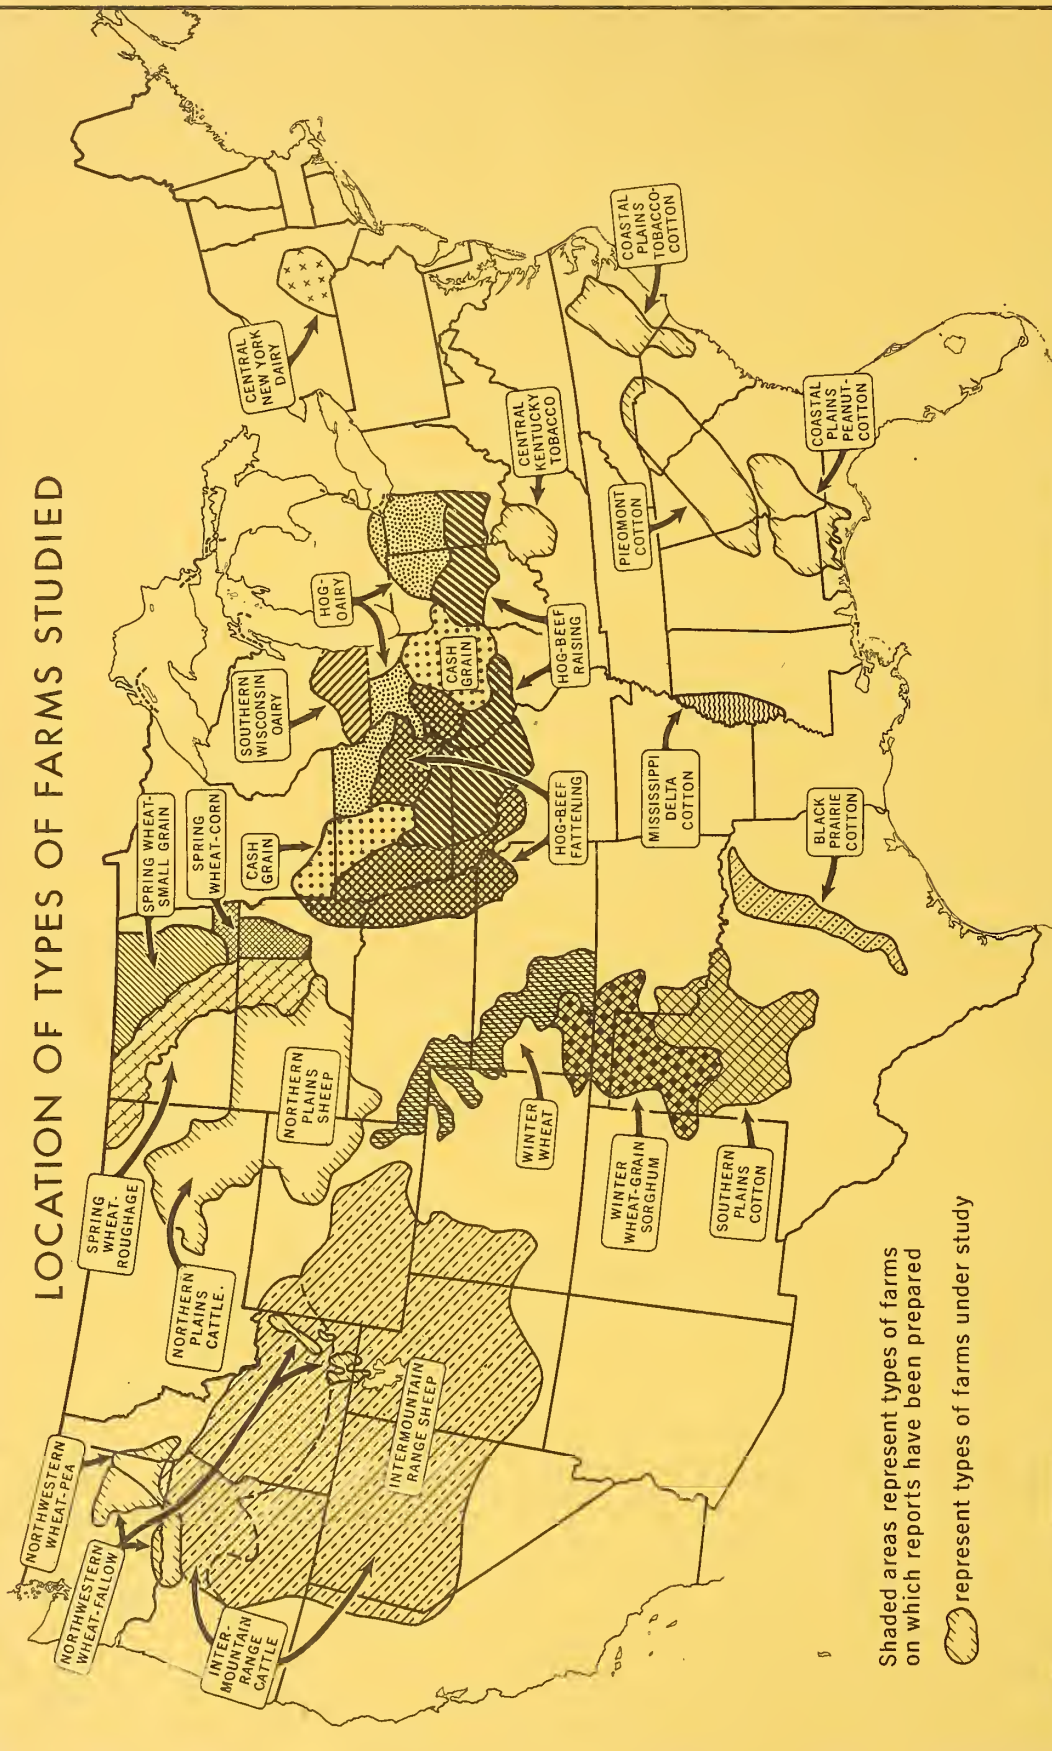 LOCATION OF TYPES OF FARMS STUDIED
NORTHWESTERN
WHEAT-PEA
NORTHWESTERN
WHEAT-FALLOW
INTER-
MOUNTAIN
RANGE
CATTLE
INTERMOUNTAIN
RANGE SHEEP
SPRING
WHEAT-
ROUGHAGE
NORTHERN
PLAINS
CATTLE.
NORTHERN
PLAINS
SHEEP
SPRING WHEAT-
SMALL GRAIN
SPRING
WHEAT-CORN
CASH
GRAIN
SOUTHERN
WISCONSIN
OAIRY
HOG-
OAIRY
CASH
GRAIN
CENTRAL
NEW YORK
DAIRY
WINTER
WHEAT
HOG-BEEF
FATTENING
HOG-BEEF
RAISING
CENTRAL
KENTUCKY
TOBACCO
WINTER
WHEAT-GRAIN
SORGHUM
SOUTHERN
PLAINS
COTTON
MISSISSIPPI
DELTA
COTTON
PIEOMONT
COTTON
COASTAL
PLAINS
TOBACCO-
COTTON
BLACK
PRAIRIE
COTTON
COASTAL
PLAINS
PEANUT-
COTTON
Shaded areas represent types of farms
on which reports have been prepared
represent types of farms under study